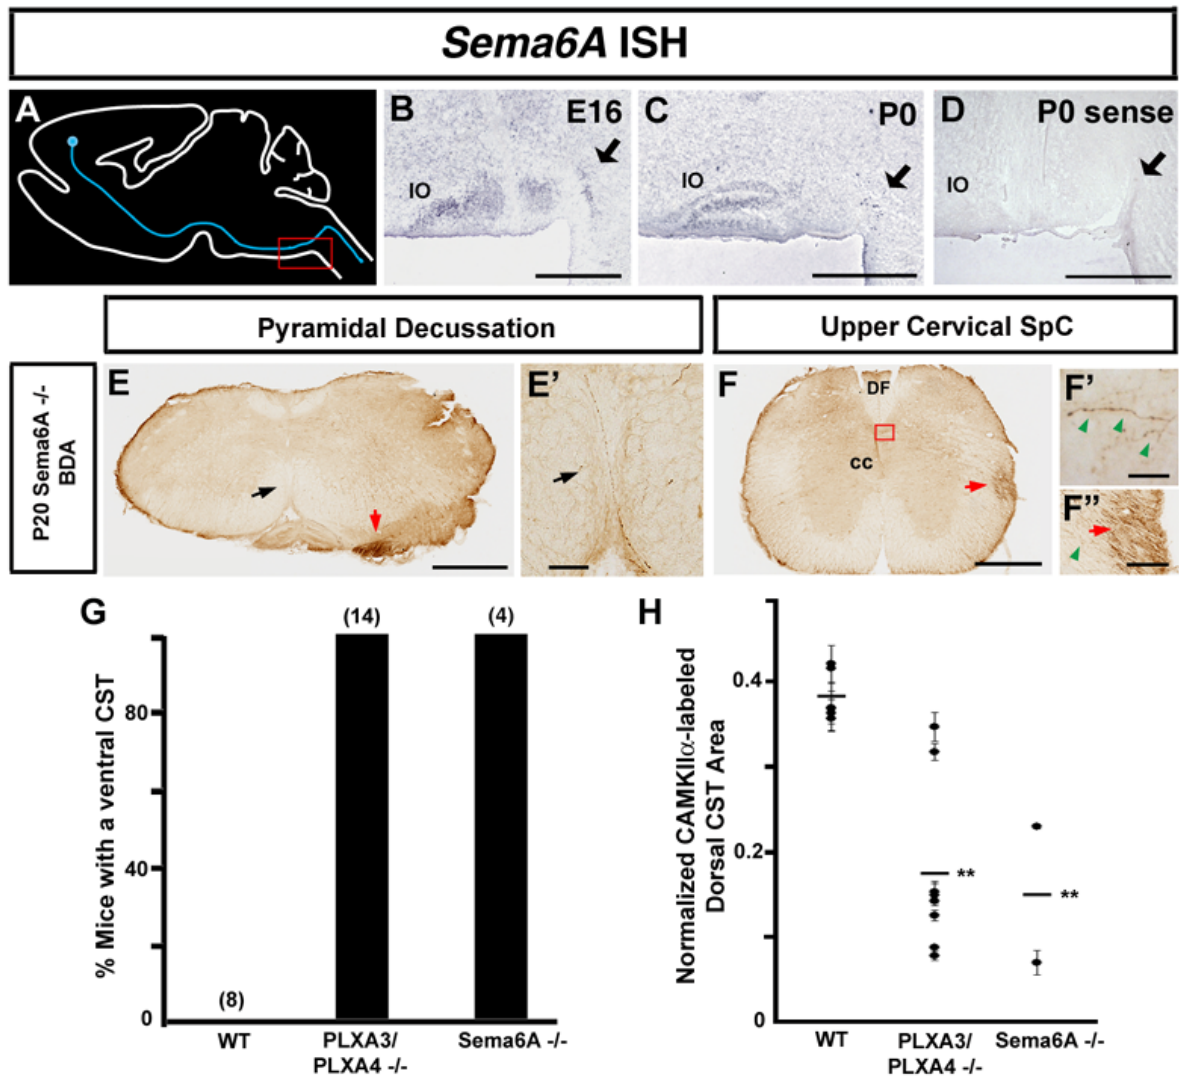 Sema6A ISH
A
B
E16
IO
C
P0
IO
D
P0 sense
IO
Pyramidal Decussation
Upper Cervical SpC
P20 Sema6A -/-
BDA
E
E'
F
DF
cc
F'
F"
G
% Mice with a ventral CST
80
40
0
(8)
(14)
(4)
WT
PLXA3/
PLXA4 -/-
Sema6A -/-
H
Normalized CAMKIIα-labeled
Dorsal CST Area
0.4
0.2
0
**
**
WT
PLXA3/
PLXA4 -/-
Sema6A -/-